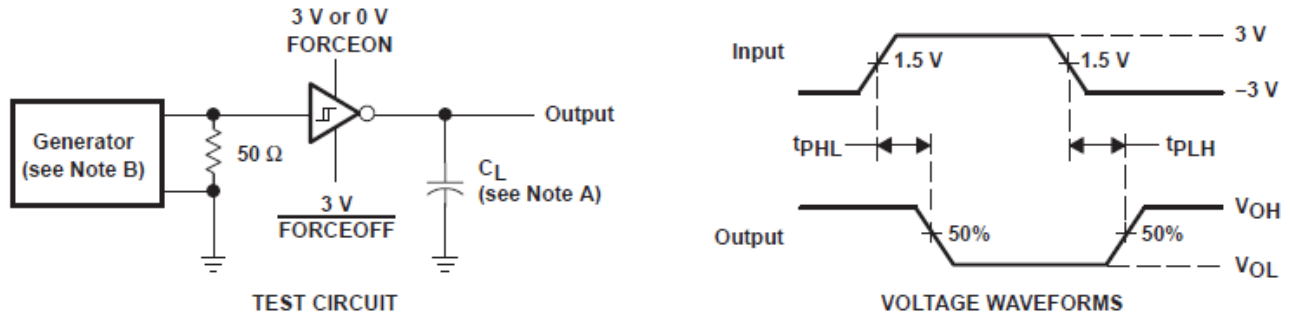 3 V or 0 V
FORCEON
Generator
(see Note B)
50 Ω
Output
CL
(see Note A)
3 V
FORCEOFF
TEST CIRCUIT
Input
3 V
1.5 V
1.5 V
–3 V
tPHL
tPLH
Output
VOH
50%
50%
VOL
VOLTAGE WAVEFORMS